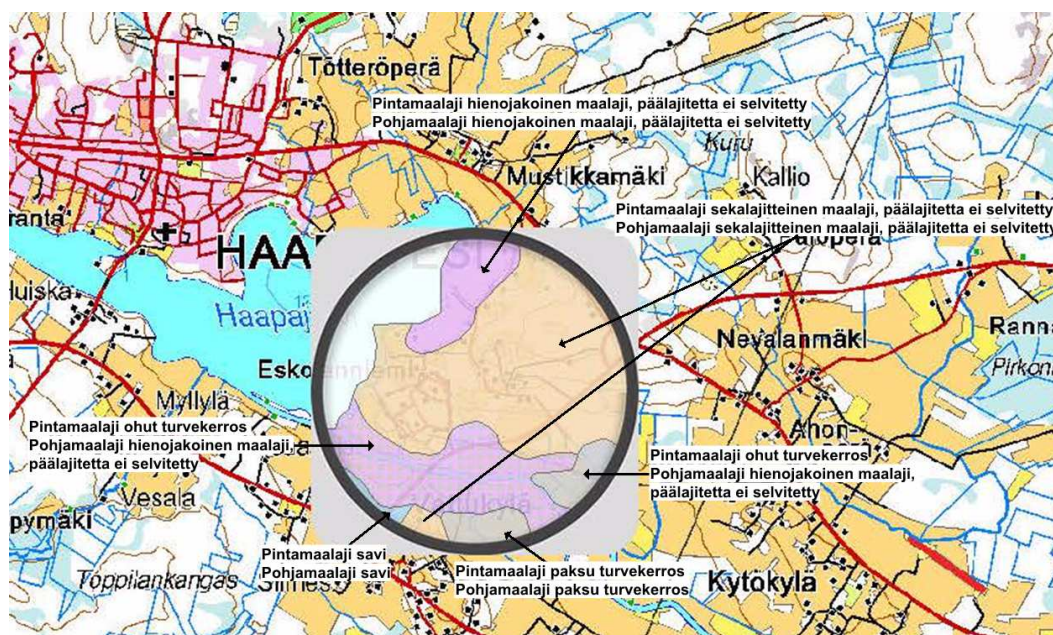 Tötteröperä
Pintamaalaji hienojakoinen maalaji, päälajitetta ei selvitetty
Pohjamaalaji hienojakoinen maalaji, päälajitetta ei selvitetty
Kuru
Mustikkamäki
Kallio
Pintamaalaji sekalajitteinen maalaji, päälajitetta ei selvitetty
Pohjamaalaji sekalajitteinen maalaji, päälajitetta ei selvitetty
ranta
HAA
uiska
Haapaj
Nevalanmäki
Ranna
Pirkon
Esko
Myllylä
Pintamaalaji ohut turvekerros
Pohjamaalaji hienojakoinen maalaji,
päälajitetta ei selvitetty
Ahon-
Pintamaalaji ohut turvekerros
Pohjamaalaji hienojakoinen maalaji,
päälajitetta ei selvitetty
Vesala
pymäki
Pintamaalaji savi
Pohjamaalaji savi
Pintamaalaji paksu turvekerros
Pohjamaalaji paksu turvekerros
Toppilankangas
Kytökylä